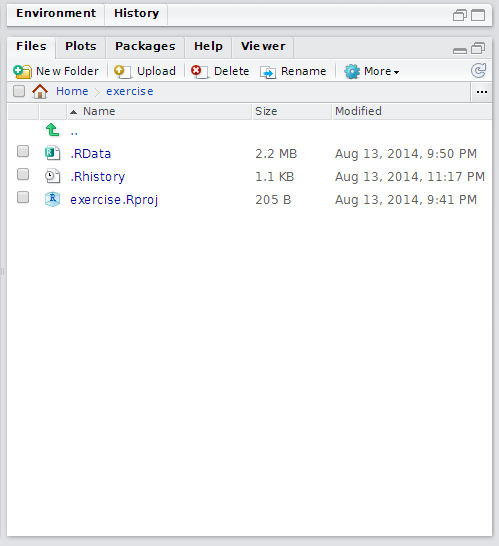 Environment History
Files Plots Packages Help Viewer
New Folder Upload Delete Rename More
Home exercise ...
Name Size Modified
..
.RData 2.2 MB Aug 13, 2014, 9:50 PM
.Rhistory 1.1 KB Aug 13, 2014, 11:17 PM
exercise.Rproj 205 B Aug 13, 2014, 9:41 PM